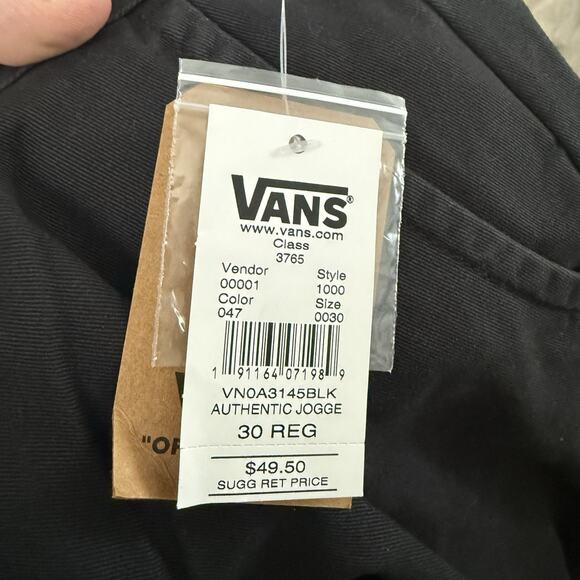 VANS
www.vans.com
Class
3765
Vendor Style
00001 1000
Color Size
047 0030
1 91164 07198 9
VN0A3145BLK
AUTHENTIC JOGGE
30 REG
$49.50
SUGG RET PRICE